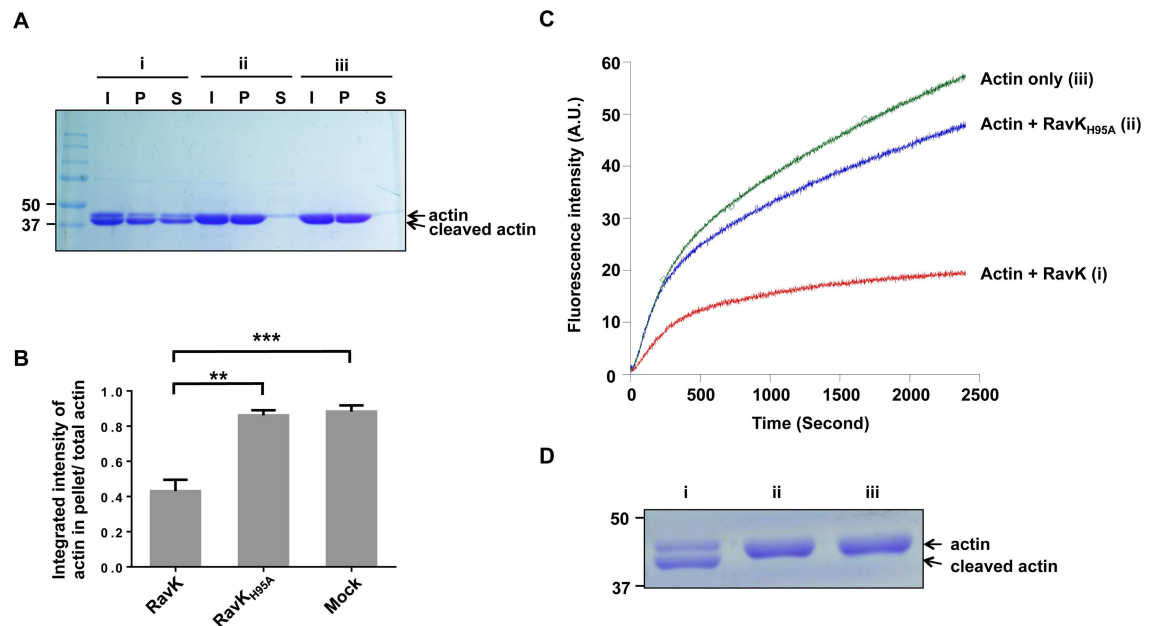 A
i ii iii
I P S I P S I P S
50
37
actin
cleaved actin
B
Integrated intensity of
actin in pellet/ total actin
1.0
0.8
0.6
0.4
0.2
0.0
***
**
RavK
RavKH95A
Mock
C
Fluorescence intensity (A.U.)
60
50
40
30
20
10
0
0 500 1000 1500 2000 2500
Time (Second)
Actin only (iii)
Actin + RavKH95A (ii)
Actin + RavK (i)
D
i ii iii
50
37
actin
cleaved actin